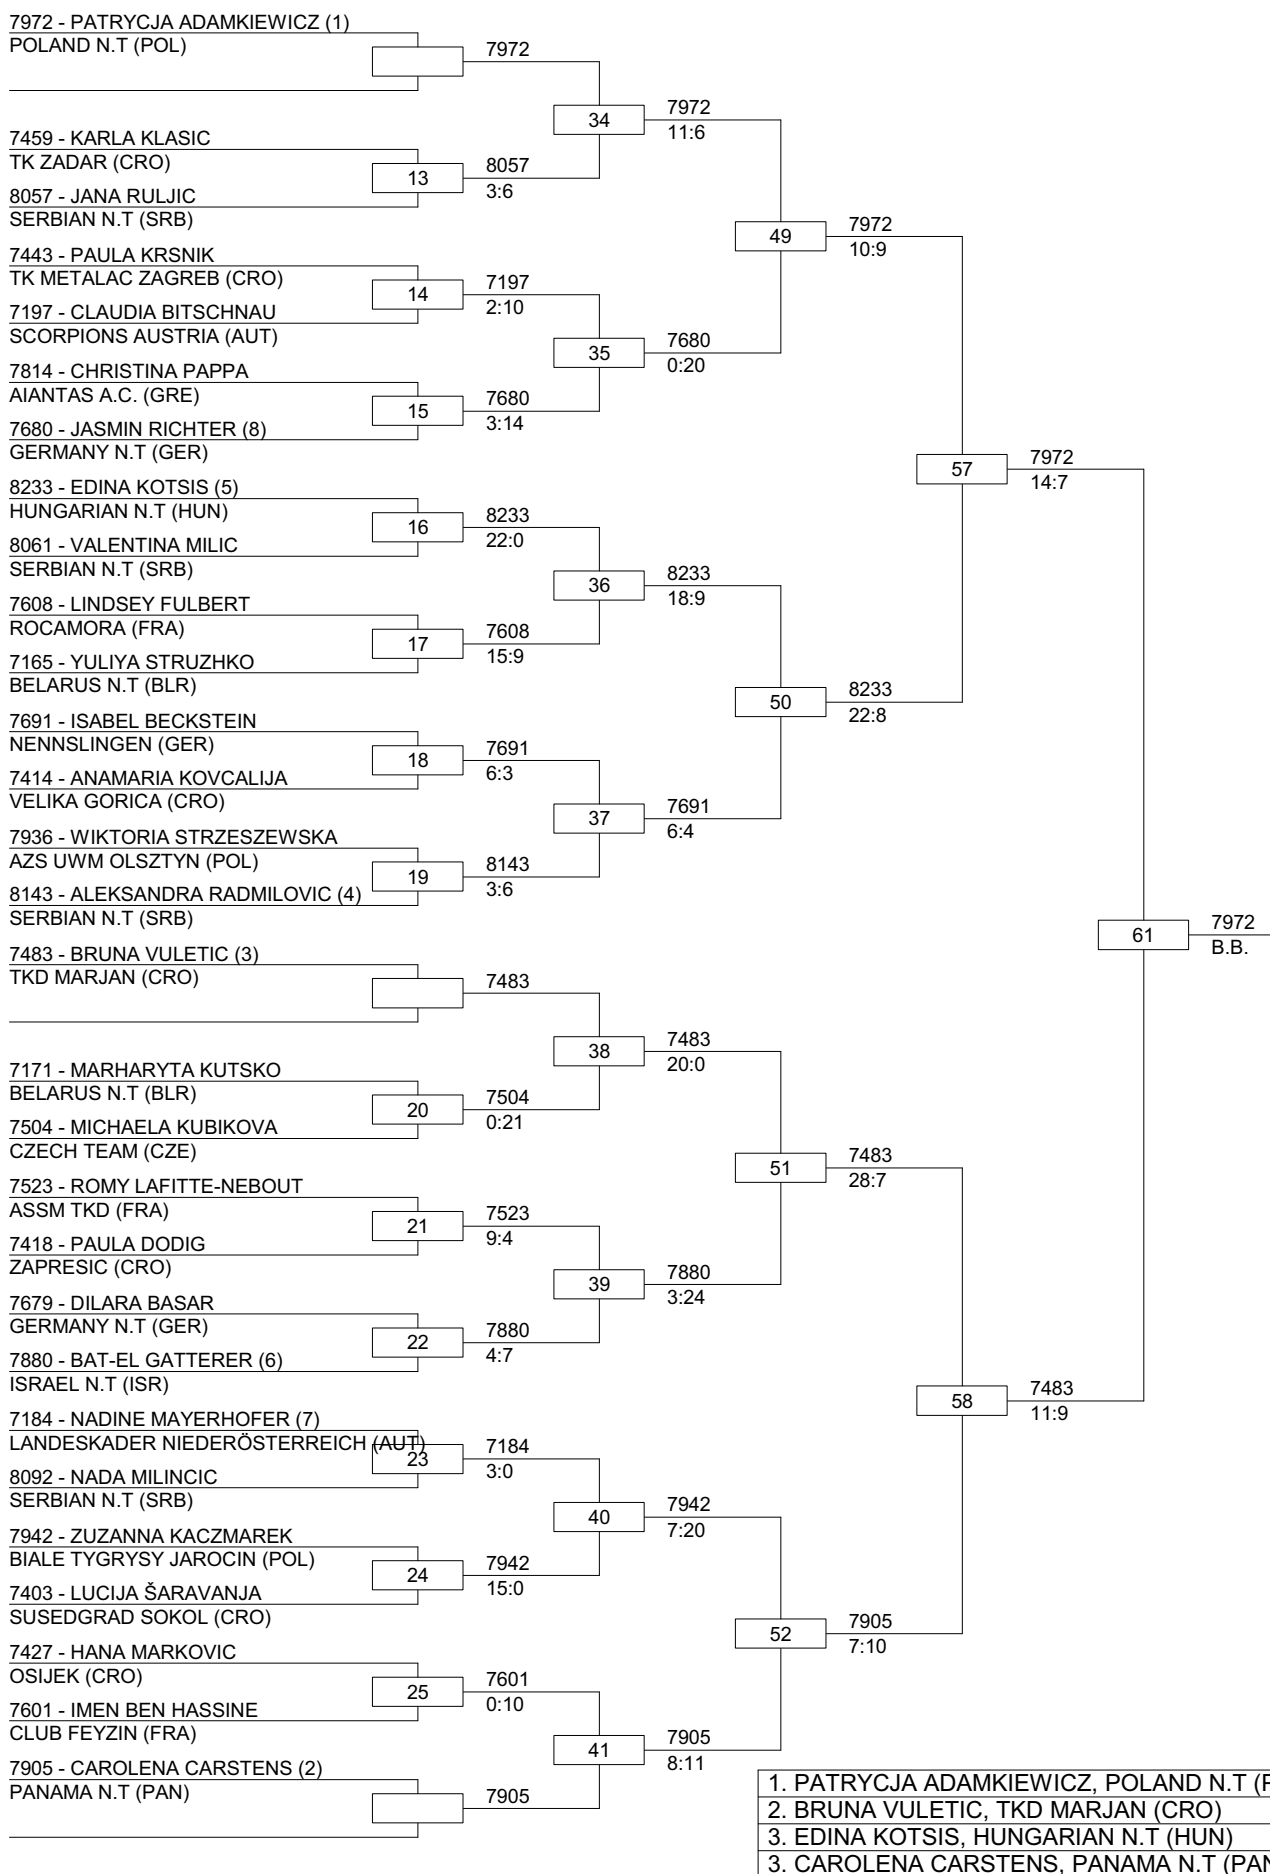 7972 - PATRYCJA ADAMKIEWICZ (1)
POLAND N.T (POL)
7972
34
7972
11:6
7459 - KARLA KLASIC
TK ZADAR (CRO)
13
8057
3:6
8057 - JANA RULJIC
SERBIAN N.T (SRB)
49
7972
10:9
7443 - PAULA KRSNIK
TK METALAC ZAGREB (CRO)
14
7197
2:10
7197 - CLAUDIA BITSCHNAU
SCORPIONS AUSTRIA (AUT)
35
7680
0:20
7814 - CHRISTINA PAPPA
AIANTAS A.C. (GRE)
15
7680
3:14
7680 - JASMIN RICHTER (8)
GERMANY N.T (GER)
57
7972
14:7
8233 - EDINA KOTSIS (5)
HUNGARIAN N.T (HUN)
16
8233
22:0
8061 - VALENTINA MILIC
SERBIAN N.T (SRB)
36
8233
18:9
7608 - LINDSEY FULBERT
ROCAMORA (FRA)
17
7608
15:9
7165 - YULIYA STRUZHKO
BELARUS N.T (BLR)
50
8233
22:8
7691 - ISABEL BECKSTEIN
NENNSLINGEN (GER)
18
7691
6:3
7414 - ANAMARIA KOVCALIJA
VELIKA GORICA (CRO)
37
7691
6:4
7936 - WIKTORIA STRZESZEWSKA
AZS UWM OLSZTYN (POL)
19
8143
3:6
8143 - ALEKSANDRA RADMILOVIC (4)
SERBIAN N.T (SRB)
61
7972
B.B.
7483 - BRUNA VULETIC (3)
TKD MARJAN (CRO)
7483
38
7483
20:0
7171 - MARHARYTA KUTSKO
BELARUS N.T (BLR)
20
7504
0:21
7504 - MICHAELA KUBIKOVA
CZECH TEAM (CZE)
51
7483
28:7
7523 - ROMY LAFITTE-NEBOUT
ASSM TKD (FRA)
21
7523
9:4
7418 - PAULA DODIG
ZAPRESIC (CRO)
39
7880
3:24
7679 - DILARA BASAR
GERMANY N.T (GER)
22
7880
4:7
7880 - BAT-EL GATTERER (6)
ISRAEL N.T (ISR)
58
7483
11:9
7184 - NADINE MAYERHOFER (7)
LANDESKADER NIEDERÖSTERREICH (AUT)
23
7184
3:0
8092 - NADA MILINCIC
SERBIAN N.T (SRB)
40
7942
7:20
7942 - ZUZANNA KACZMAREK
BIALE TYGRYSY JAROCIN (POL)
24
7942
15:0
7403 - LUCIJA ŠARAVANJA
SUSEDGRAD SOKOL (CRO)
52
7905
7:10
7427 - HANA MARKOVIC
OSIJEK (CRO)
25
7601
0:10
7601 - IMEN BEN HASSINE
CLUB FEYZIN (FRA)
41
7905
8:11
7905 - CAROLENA CARSTENS (2)
PANAMA N.T (PAN)
7905
1. PATRYCJA ADAMKIEWICZ, POLAND N.T (
2. BRUNA VULETIC, TKD MARJAN (CRO)
3. EDINA KOTSIS, HUNGARIAN N.T (HUN)
3. CAROLENA CARSTENS, PANAMA N.T (PAN